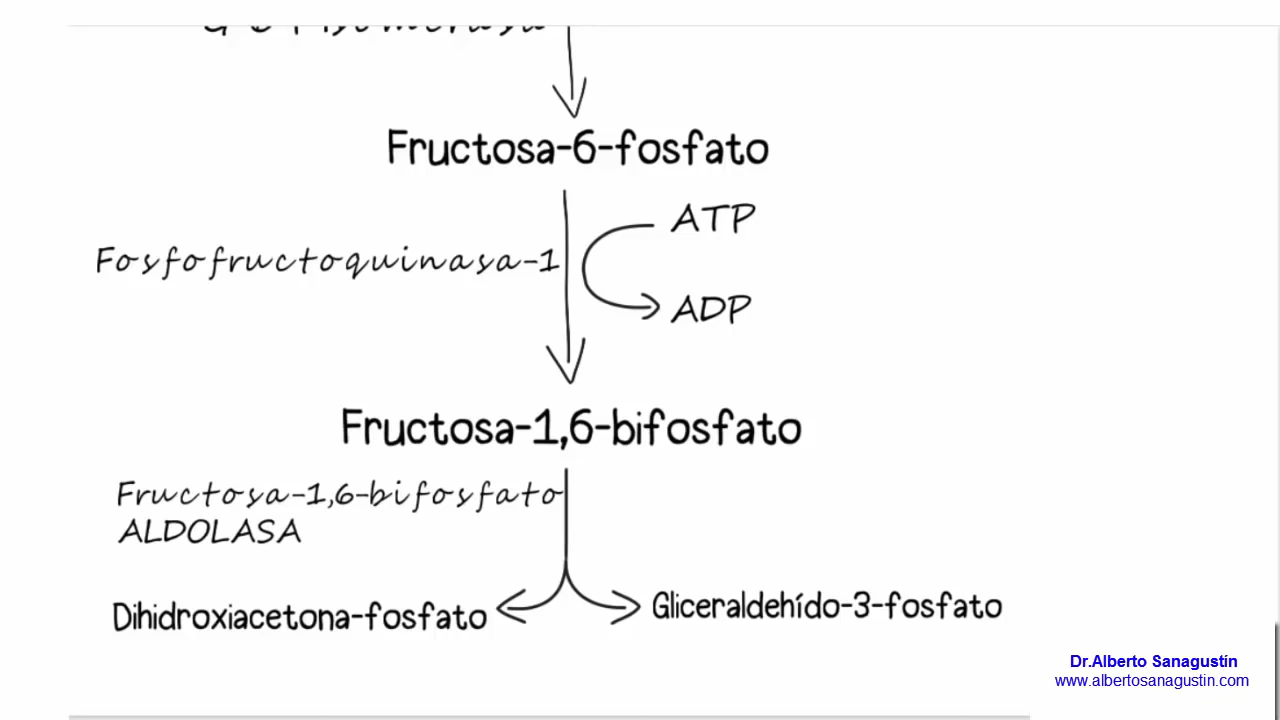 Fructosa-6-fosfato
ATP
Fosfofructoquinasa-1
ADP
Fructosa-1,6-bifosfato
Fructosa-1,6-bifosfato
ALDOLASA
Dihidroxiacetona-fosfato
Gliceraldehído-3-fosfato
Dr.Alberto Sanagustín
www.albertosanagustin.com